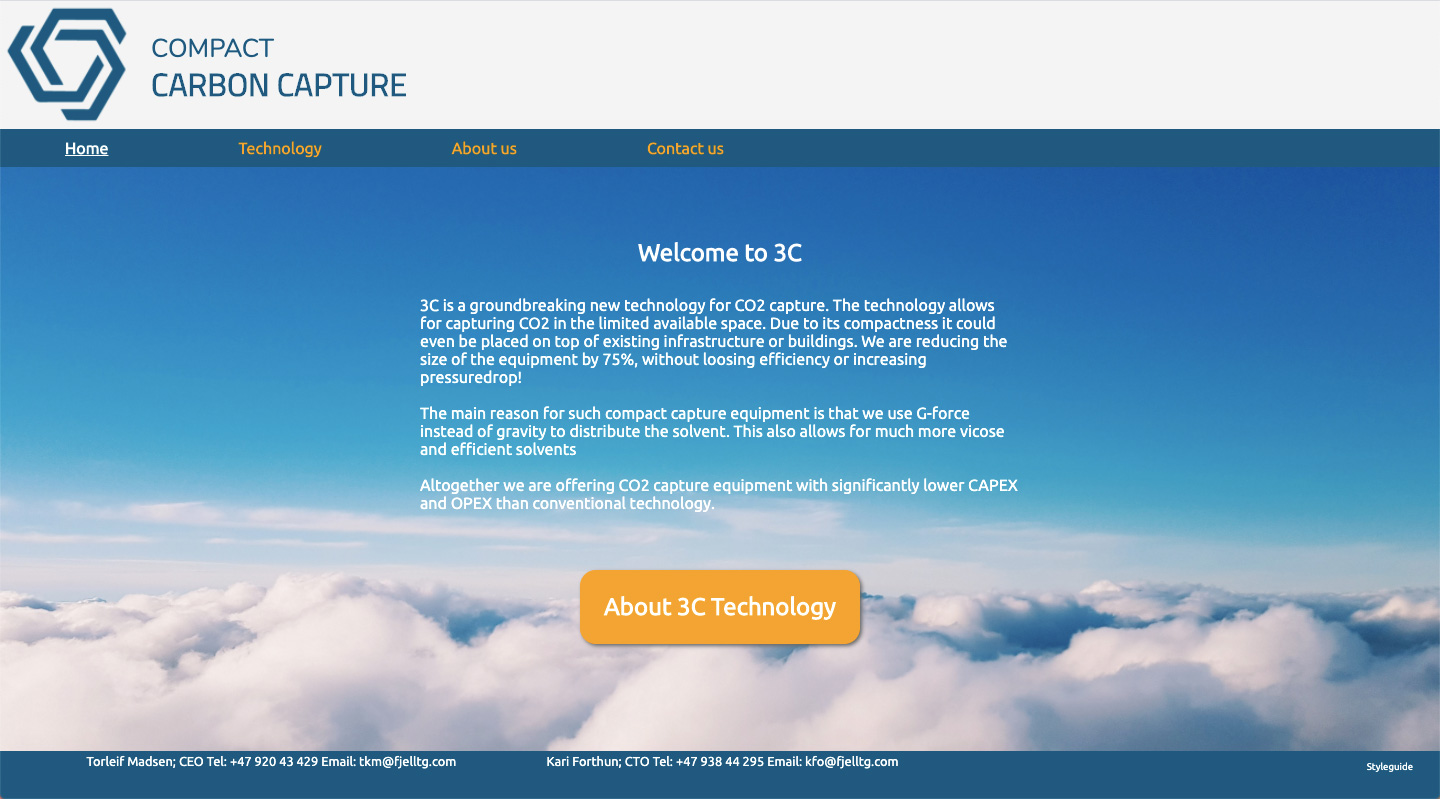 COMPACT
CARBON CAPTURE
Home Technology About us Contact us
Welcome to 3C
3C is a groundbreaking new technology for CO2 capture. The technology allows
for capturing CO2 in the limited available space. Due to its compactness it could
even be placed on top of existing infrastructure or buildings. We are reducing the
size of the equipment by 75%, without loosing efficiency or increasing
pressuredrop!
The main reason for such compact capture equipment is that we use G-force
instead of gravity to distribute the solvent. This also allows for much more vicose
and efficient solvents
Altogether we are offering CO2 capture equipment with significantly lower CAPEX
and OPEX than conventional technology.
About 3C Technology
Torleif Madsen; CEO Tel: +47 920 43 429 Email: tkm@fjelltg.com Kari Forthun; CTO Tel: +47 938 44 295 Email: kfo@fjelltg.com
Styleguide